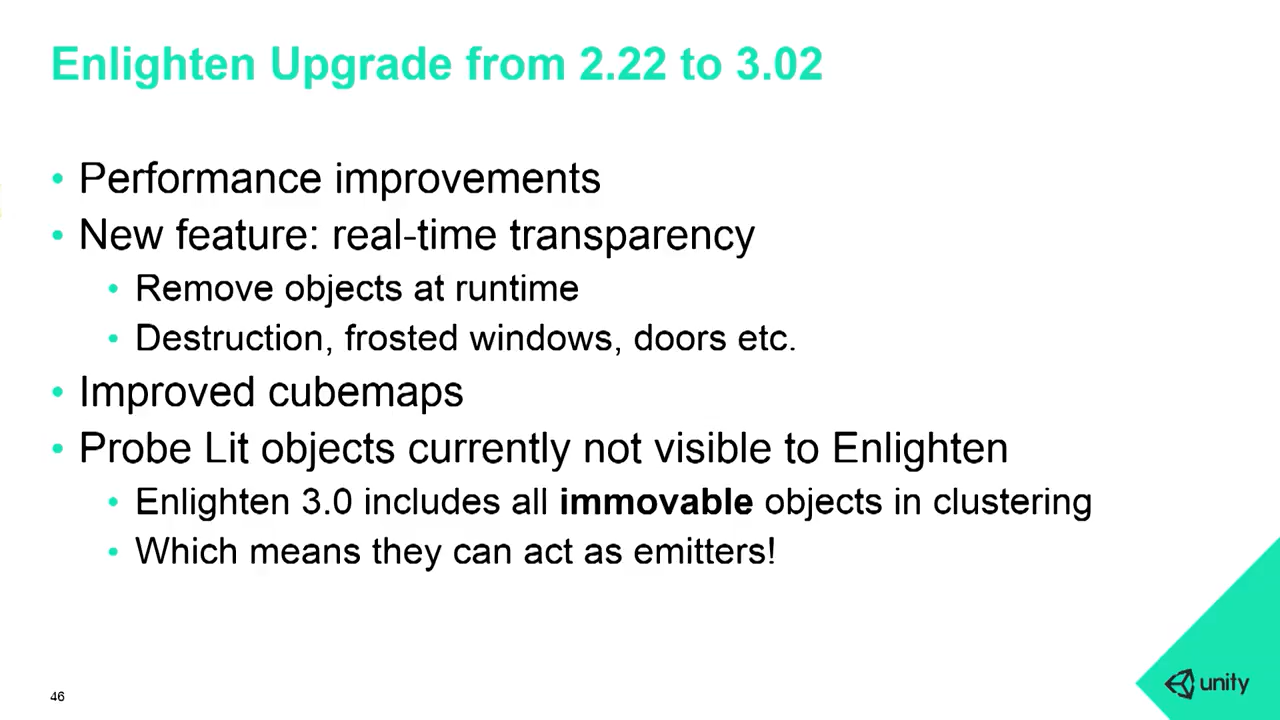 Enlighten Upgrade from 2.22 to 3.02
• Performance improvements
• New feature: real-time transparency
• Remove objects at runtime
• Destruction, frosted windows, doors etc.
• Improved cubemaps
• Probe Lit objects currently not visible to Enlighten
• Enlighten 3.0 includes all immovable objects in clustering
• Which means they can act as emitters!
46
unity